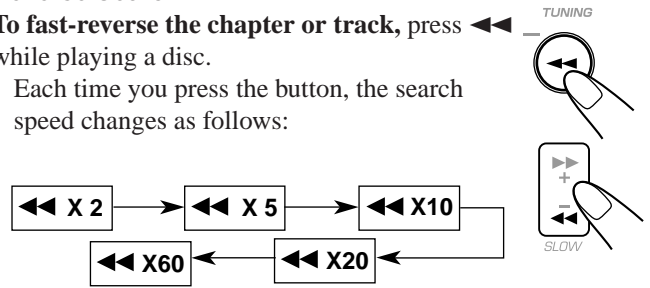 To fast-reverse the chapter or track, press ◀◀
while playing a disc.
Each time you press the button, the search
speed changes as follows:
TUNING
–
◀◀
◀◀ X 2
◀◀ X 5
◀◀ X10
◀◀ X20
◀◀ X60
▶▶
+
–
◀◀
SLOW